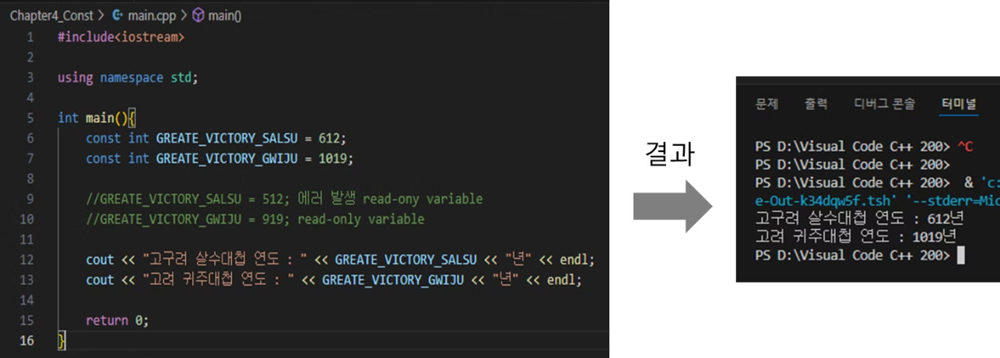 Chapter4_Const > main.cpp > main()
1 #include<iostream>
2
3 using namespace std;
4
5 int main(){
6 const int GREATE_VICTORY_SALSU = 612;
7 const int GREATE_VICTORY_GWIJU = 1019;
8
9 //GREATE_VICTORY_SALSU = 512; 에러 발생 read-ony variable
10 //GREATE_VICTORY_GWIJU = 919; read-only variable
11
12 cout << "고구려 살수대첩 연도 : " << GREATE_VICTORY_SALSU << "년" << endl;
13 cout << "고려 귀주대첩 연도 : " << GREATE_VICTORY_GWIJU << "년" << endl;
14
15 return 0;
16 }
결과
문제 출력 디버그 콘솔 터미널
PS D:\Visual Code C++ 200> ^C
PS D:\Visual Code C++ 200>
PS D:\Visual Code C++ 200> & 'c:
e-Out-k34dqw5f.tsh' '--stderr=Mic
고구려 살수대첩 연도 : 612년
고려 귀주대첩 연도 : 1019년
PS D:\Visual Code C++ 200>